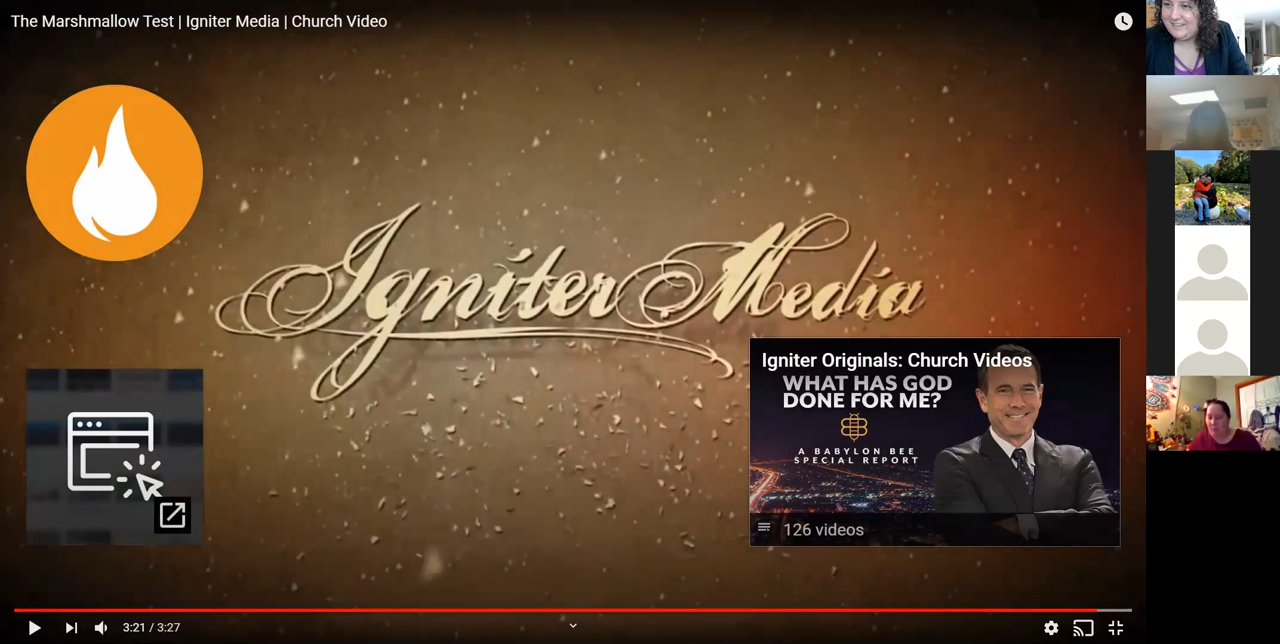 The Marshmallow Test | Igniter Media | Church Video
Igniter Media
Igniter Originals: Church Videos
WHAT HAS GOD
DONE FOR ME?
A BABYLON BEE
SPECIAL REPORT
126 videos
3:21 / 3:27